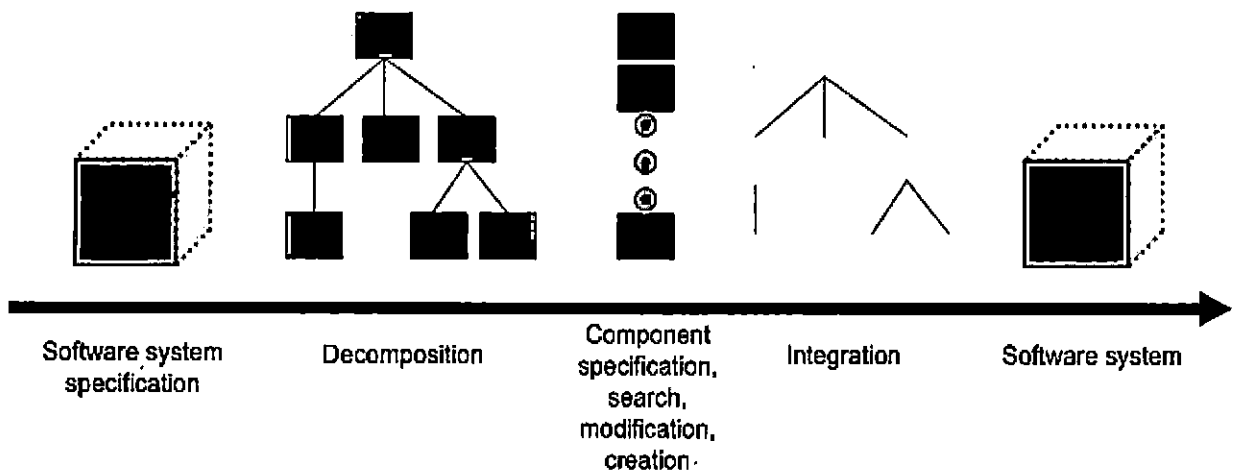 Software system
specification
Decomposition
Component
specification,
search,
modification,
creation
Integration
Software system